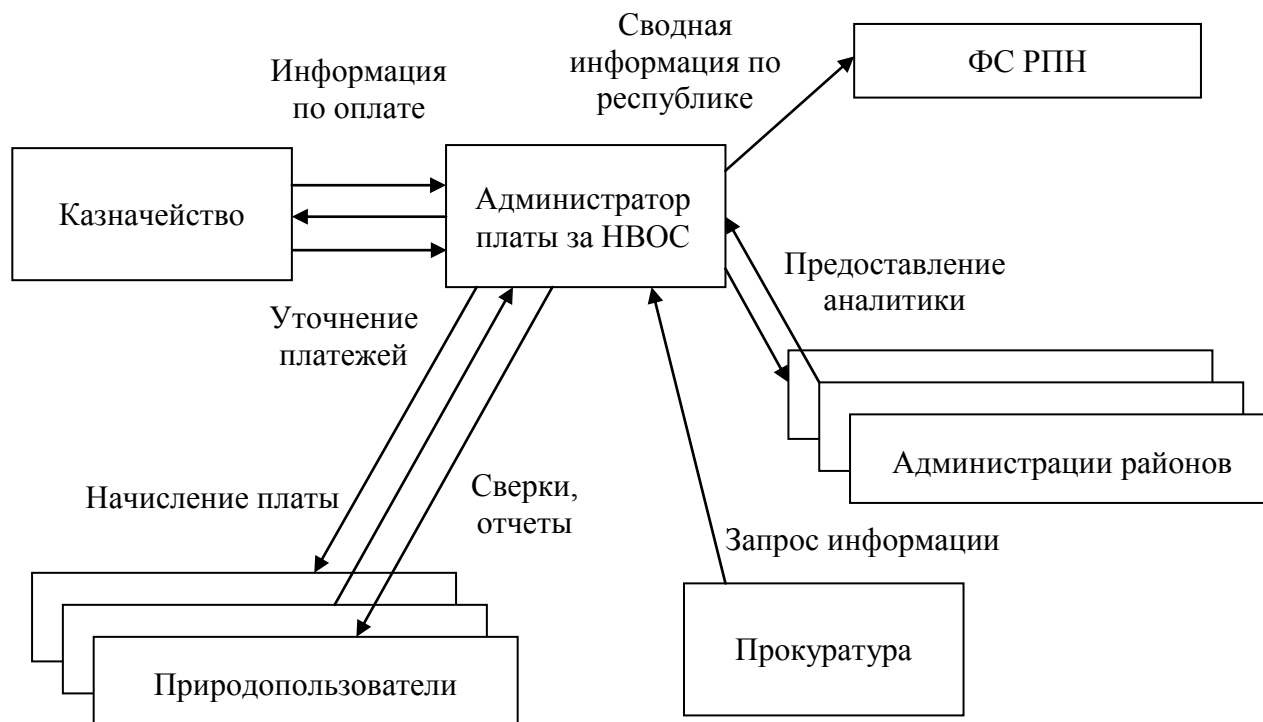 Сводная
информация по
республике
ФС РПН
Информация
по оплате
Казначейство
Администратор
платы за НВОС
Предоставление
аналитики
Уточнение
платежей
Администрации районов
Начисление платы
Сверки,
отчеты
Запрос информации
Природопользователи
Прокуратура